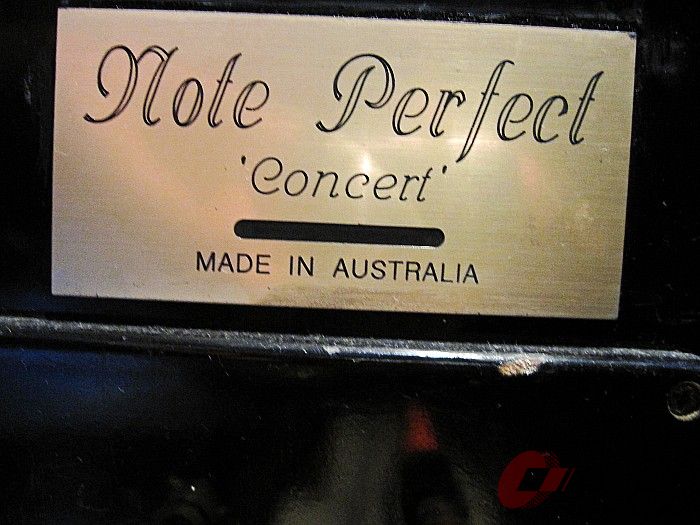 Note Perfect
'Concert'
MADE IN AUSTRALIA